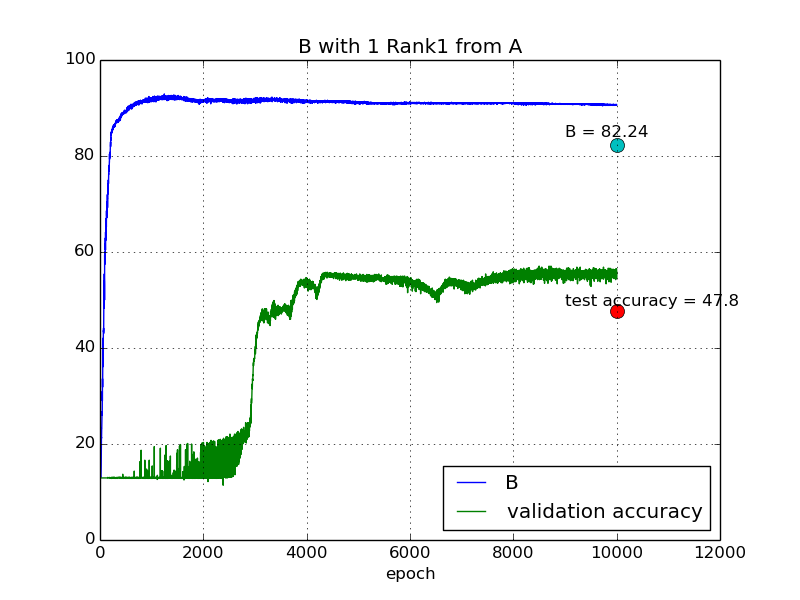 B with 1 Rank1 from A
100
80
60
40
20
0
B = 82.24
test accuracy = 47.8
B
validation accuracy
0 2000 4000 6000 8000 10000 12000
epoch